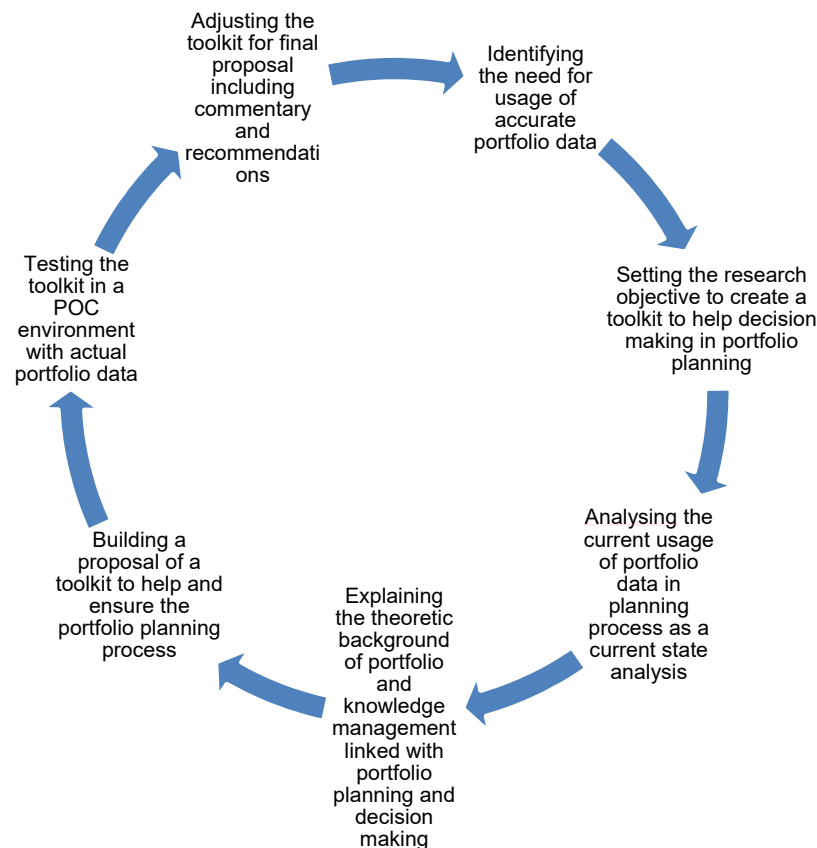 Adjusting the
toolkit for final
proposal
including
commentary
and
recommendati
ons
Identifying
the need for
usage of
accurate
portfolio data
Setting the research
objective to create a
toolkit to help decision
making in portfolio
planning
Analysing the
current usage
of portfolio
data in
planning
process as a
current state
analysis
Explaining
the theoretic
background
of portfolio
and
knowledge
management
linked with
portfolio
planning and
decision
making
Building a
proposal of a
toolkit to help and
ensure the
portfolio planning
process
Testing the
toolkit in a
POC
environment
with actual
portfolio data